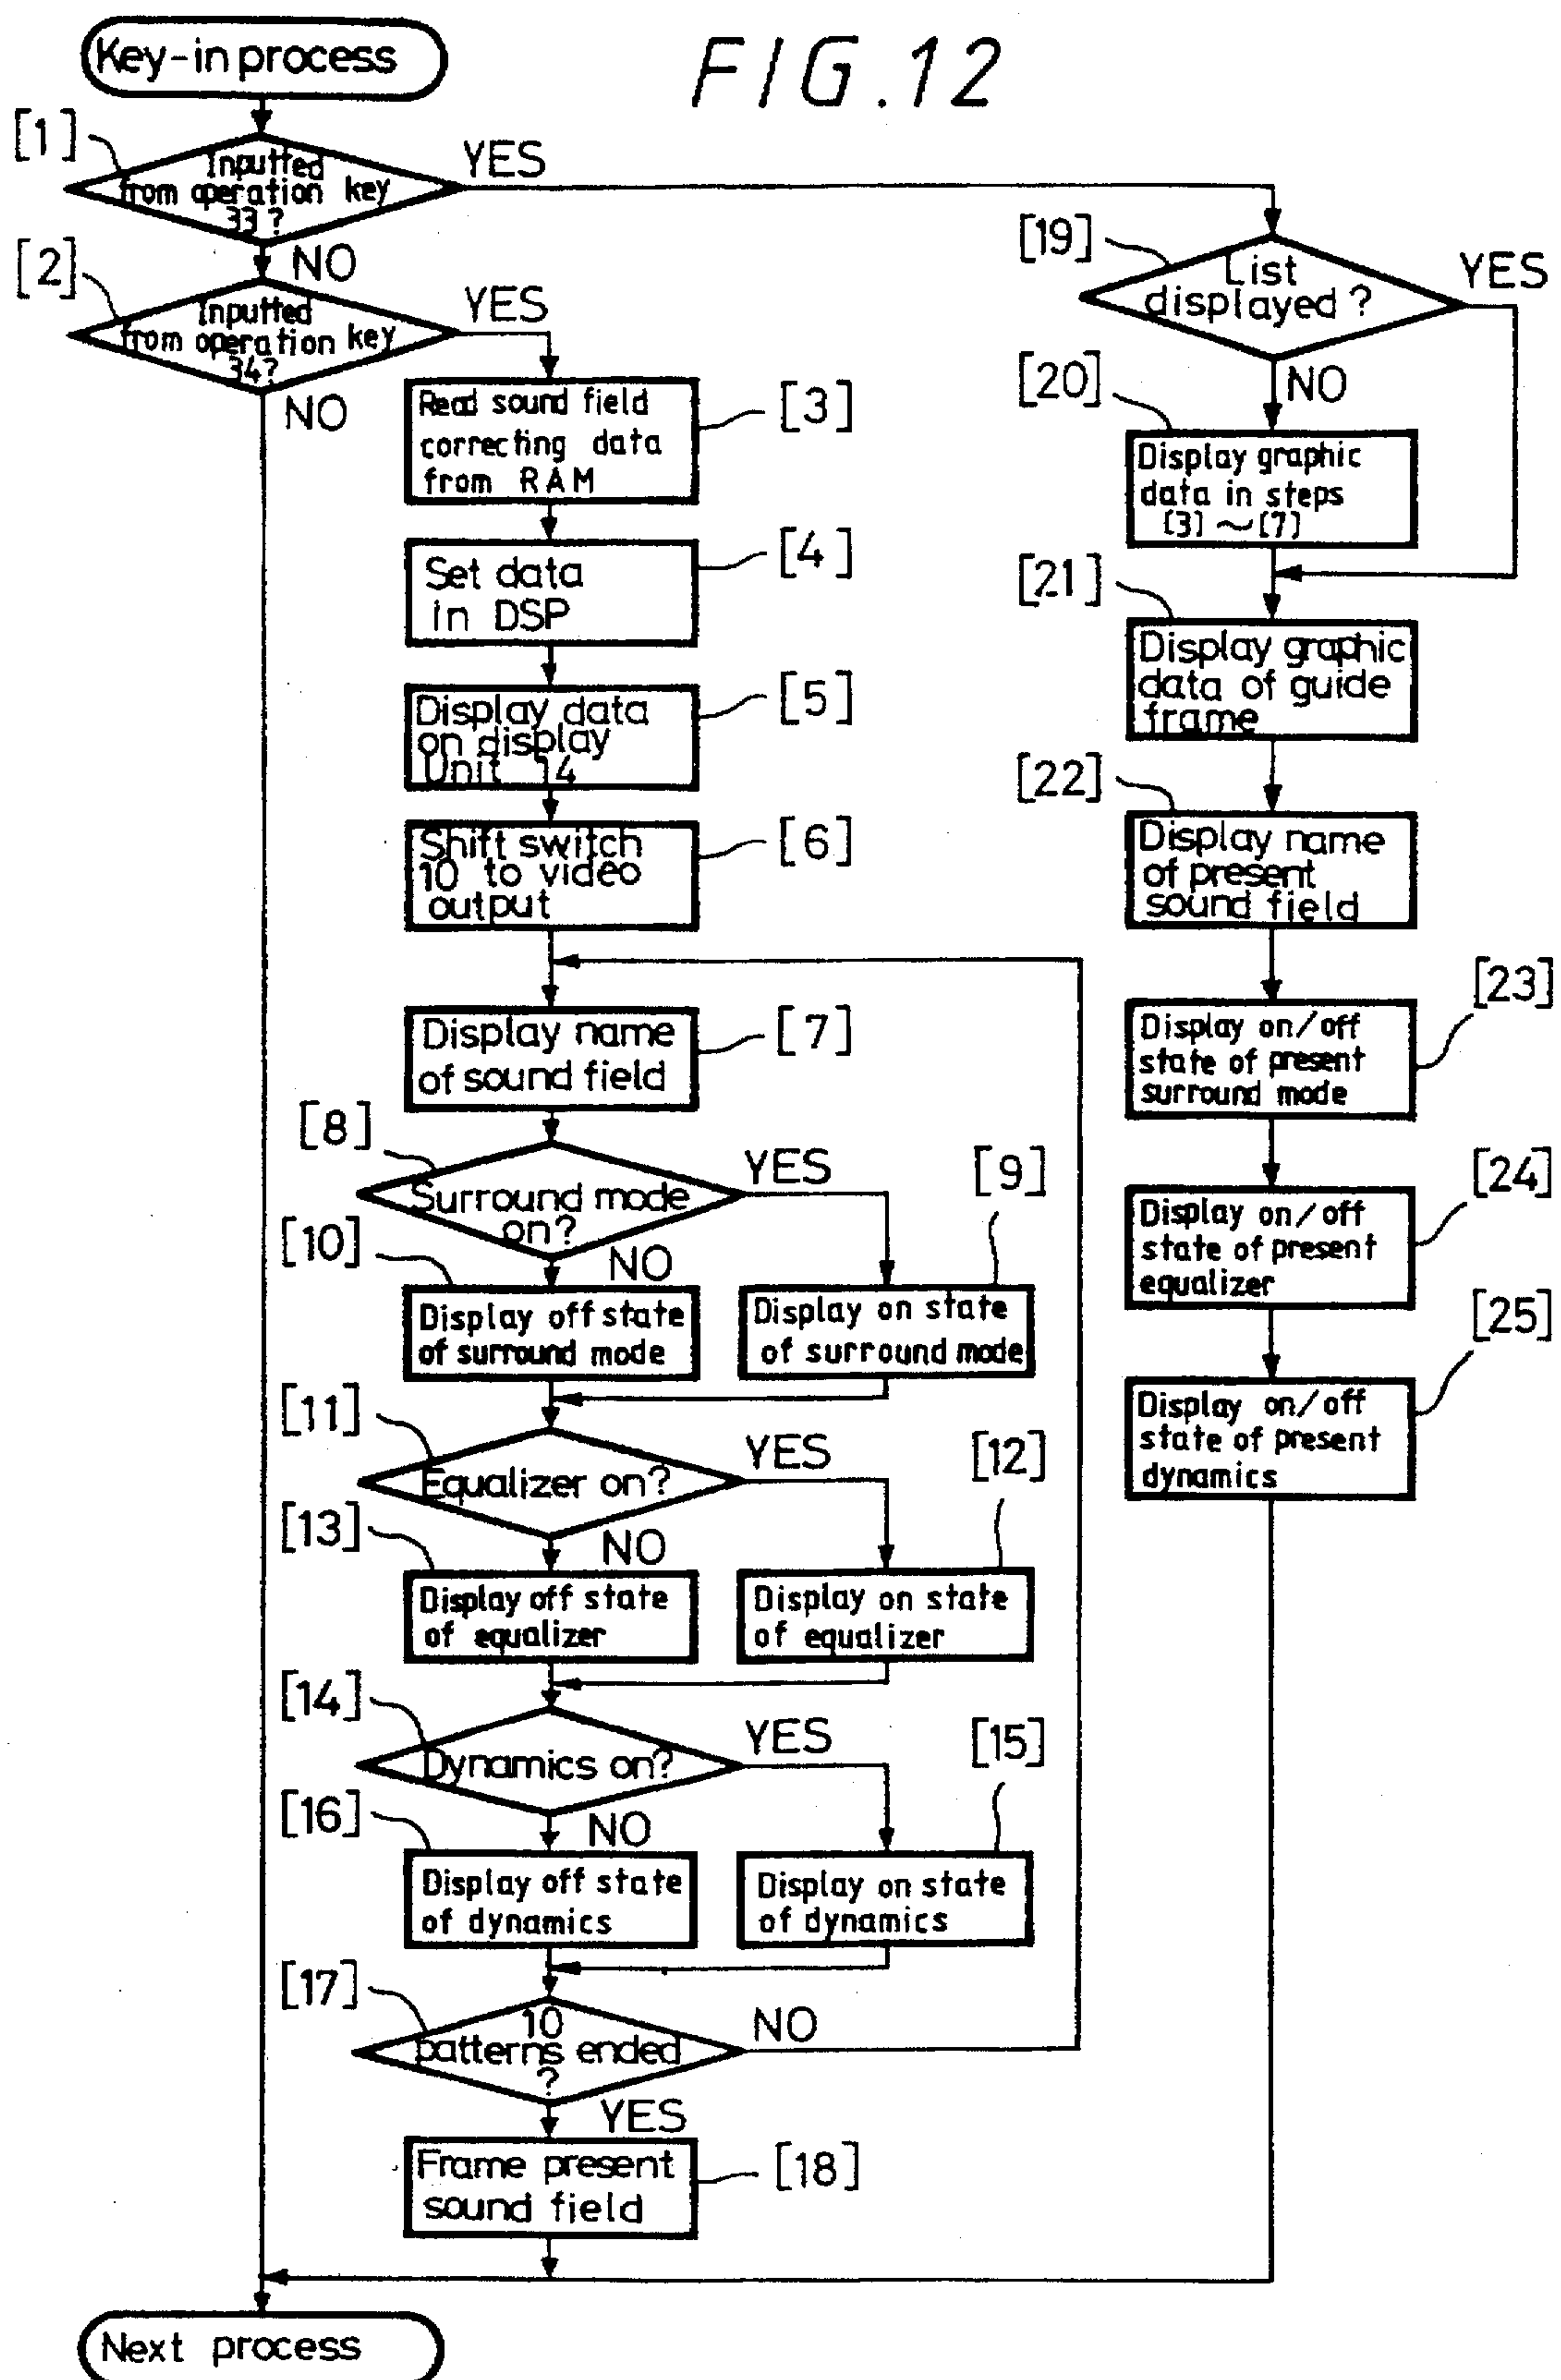 FIG.12
Key-in process
[1]
Inputted
from operation key
33?
YES
NO
[2]
Inputted
from operation key
34?
YES
NO
[3]
Read sound field
correcting data
from RAM
[4]
Set data
in DSP
[5]
Display data
on display
Unit 14
[6]
Shift switch
10 to video
output
[7]
Display name
of sound field
[8]
Surround mode
on?
YES
NO
[9]
Display on state
of surround mode
[10]
Display off state
of surround mode
[11]
Equalizer on?
YES
NO
[12]
Display on state
of equalizer
[13]
Display off state
of equalizer
[14]
Dynamics on?
YES
NO
[15]
Display on state
of dynamics
[16]
Display off state
of dynamics
[17]
10
patterns ended
?
NO
YES
[18]
Frame present
sound field
[19]
List
displayed?
YES
NO
[20]
Display graphic
data in steps
[3]~[7]
[21]
Display graphic
data of guide
frame
[22]
Display name
of present
sound field
[23]
Display on/off
state of present
surround mode
[24]
Display on/off
state of present
equalizer
[25]
Display on/off
state of present
dynamics
Next process